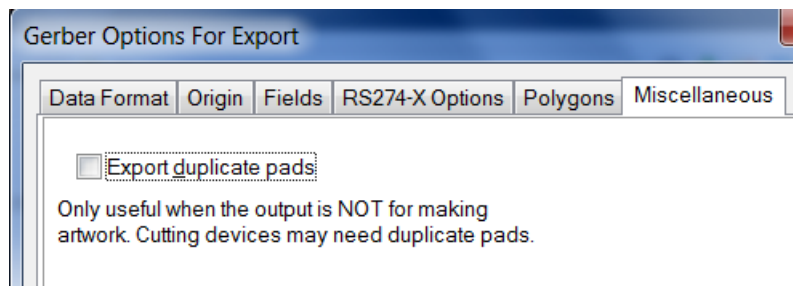 Gerber Options For Export
Data Format Origin Fields RS274-X Options Polygons Miscellaneous
Export duplicate pads
Only useful when the output is NOT for making
artwork. Cutting devices may need duplicate pads.